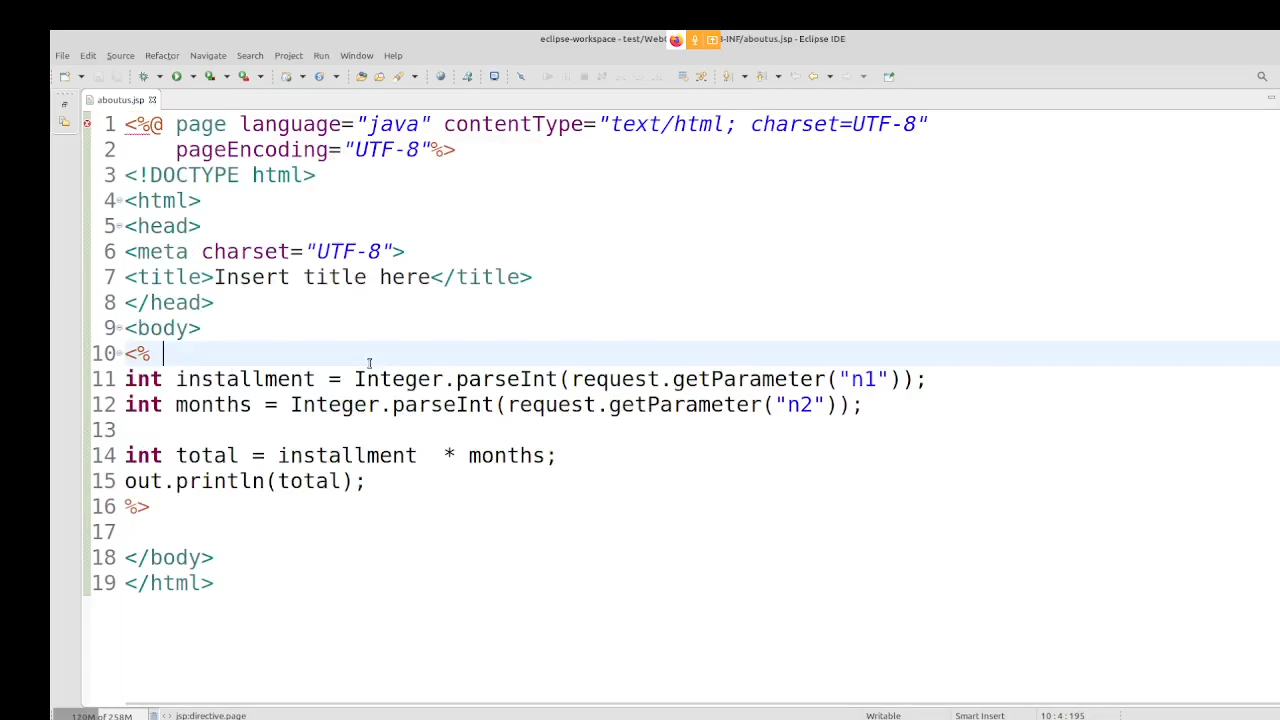 eclipse-workspace - test/WebC B-INF/aboutus.jsp - Eclipse IDE
File Edit Source Refactor Navigate Search Project Run Window Help
aboutus.jsp
1 <%@ page language="java" contentType="text/html; charset=UTF-8"
2     pageEncoding="UTF-8"%>
3 <!DOCTYPE html>
4 <html>
5 <head>
6 <meta charset="UTF-8">
7 <title>Insert title here</title>
8 </head>
9 <body>
10 <%
11 int installment = Integer.parseInt(request.getParameter("n1"));
12 int months = Integer.parseInt(request.getParameter("n2"));
13
14 int total = installment  * months;
15 out.println(total);
16 %>
17
18 </body>
19 </html>
120M of 258M <> jsp:directive.page Writable Smart Insert 10 : 4 : 195